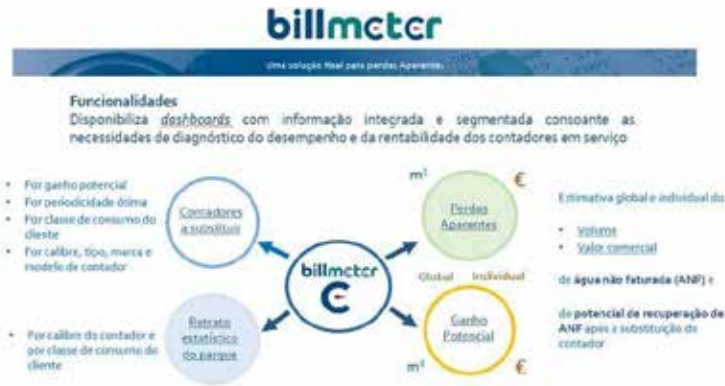 billmeter
Uma solução Real para perdas Aparentes
Funcionalidades
Disponibiliza dashboards com informação integrada e segmentada consoante as
necessidades de diagnóstico do desempenho e da rentabilidade dos contadores em serviço
• Por ganho potencial
• Por periodicidade ótima
• Por classe de consumo do
cliente
• Por calibre, tipo, marca e
modelo de contador
Contadores
a substituir
m³
€
Perdas
Aparentes
Estimativa global e individual do
• Volume
• Valor comercial
de água não faturada (ANF) e
do potencial de recuperação de
ANF após a substituição do
contador
billmeter
Global Individual
Retrato
estatístico
do parque
• Por calibre do contador e
por classe de consumo do
cliente
Ganho
Potencial
m³
€